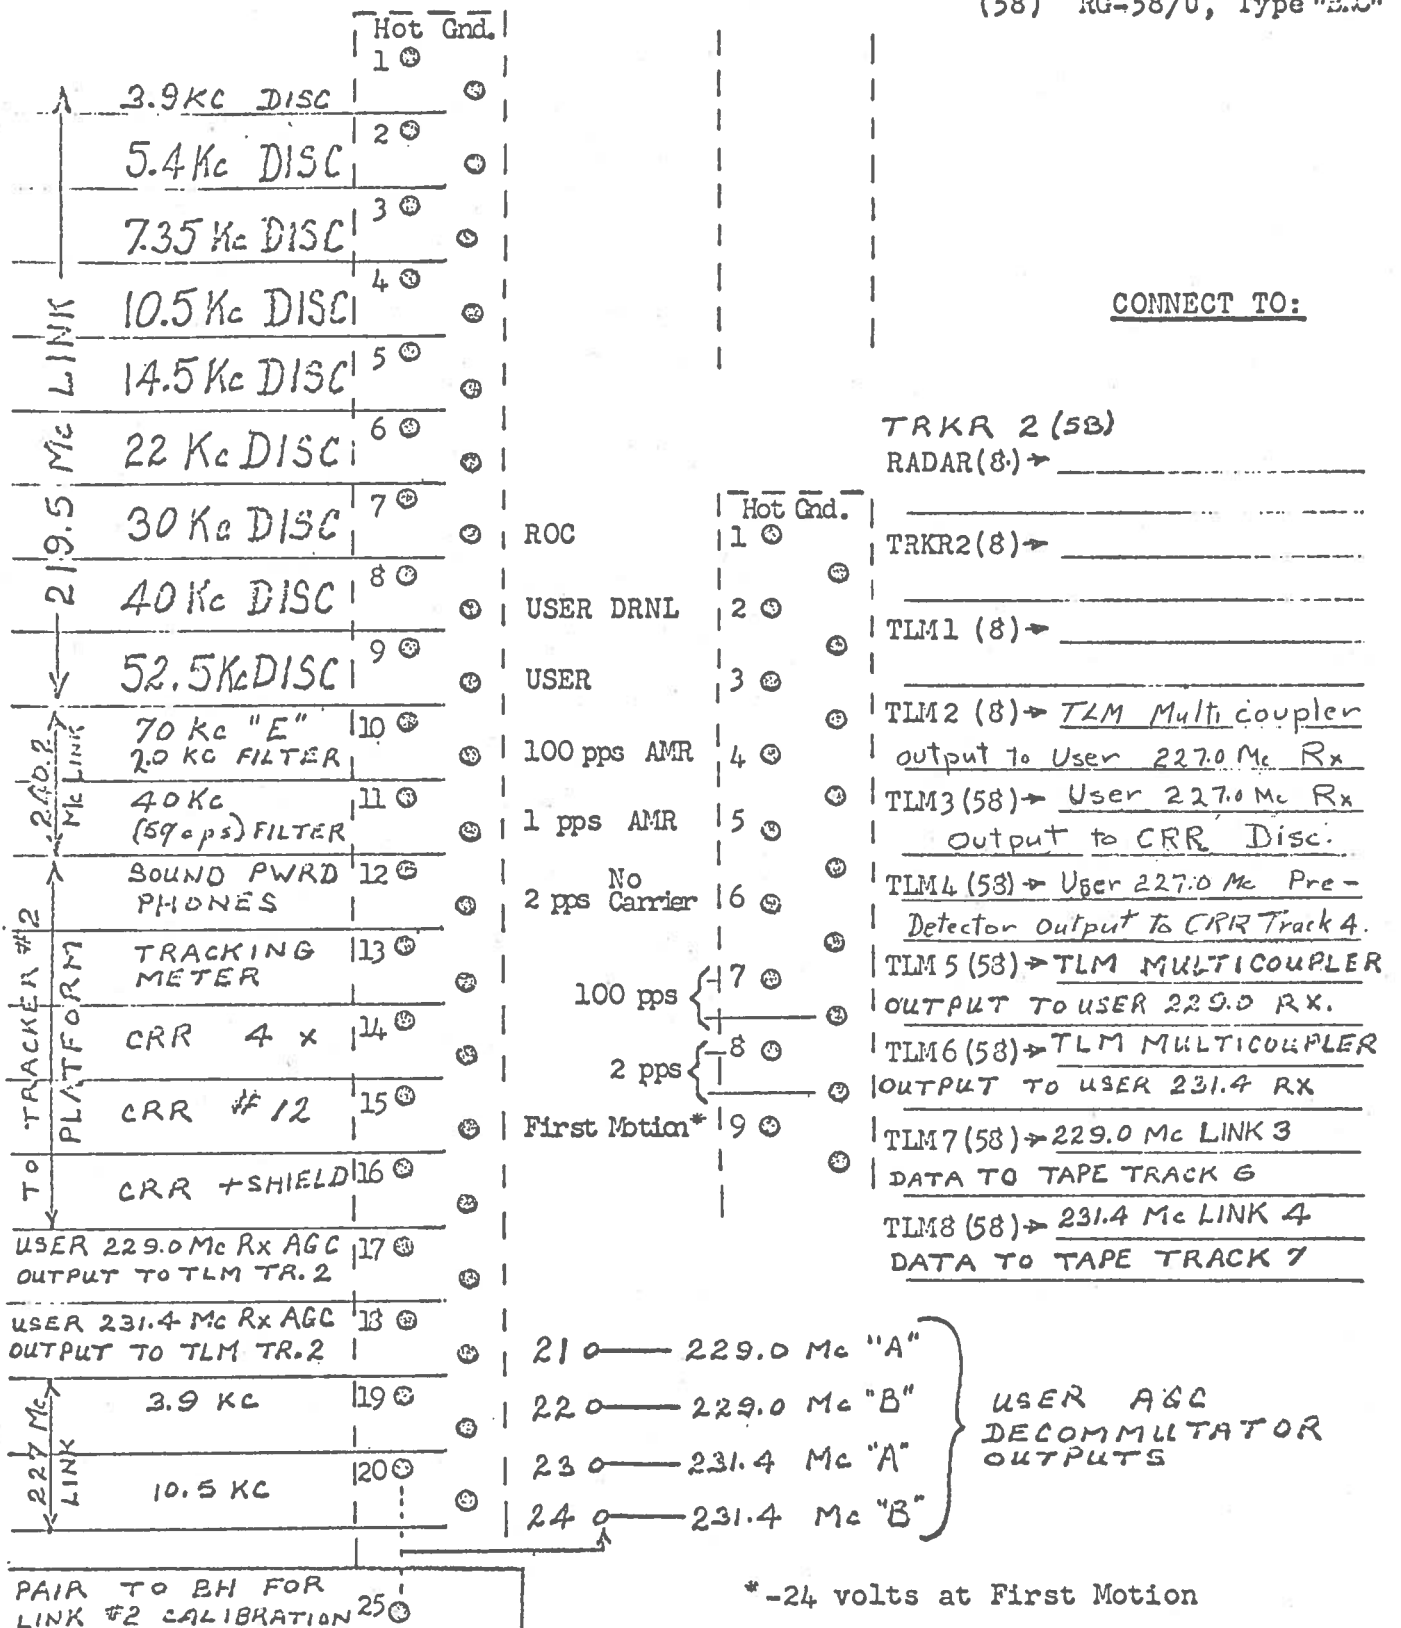 (58) RG-58/U, Type
Hot Gnd.
1
3.9 KC DISC
2
5.4 Kc DISC
3
7.35 Kc DISC
4
10.5 Kc DISC
5
14.5 Kc DISC
6
22 Kc DISC
7
30 Kc DISC
8
40 Kc DISC
9
52.5 Kc DISC
219.5 Mc LINK
10
70 Kc "E"
2.0 KC FILTER
11
40 Kc
(59cps) FILTER
240.2
Mc LINK
12
SOUND PWRD
PHONES
13
TRACKING
METER
14
CRR 4 x
15
CRR # 12
16
CRR + SHIELD
TO TRACKER #2
PLATFORM
17
USER 229.0 Mc Rx AGC
OUTPUT TO TLM TR. 2
18
USER 231.4 Mc Rx AGC
OUTPUT TO TLM TR. 2
19
3.9 KC
20
10.5 KC
227 Mc
LINK
PAIR TO BH FOR
LINK #2 CALIBRATION 25
Hot Gnd.
ROC 1
USER DRNL 2
USER 3
100 pps AMR 4
1 pps AMR 5
No
2 pps Carrier 6
100 pps 7
2 pps 8
First Motion* 9
CONNECT TO:
TRKR 2 (58)
RADAR (8)
TRKR2 (8)
TLM1 (8)
TLM2 (8) TLM Multicoupler
output to User 227.0 Mc Rx
TLM3 (58) User 227.0 Mc Rx
Output to CRR Disc.
TLM4 (58) User 227.0 Mc Pre-
Detector Output to CRR Track 4.
TLM5 (58) TLM MULTICOUPLER
OUTPUT TO USER 229.0 RX.
TLM6 (58) TLM MULTICOUPLER
OUTPUT TO USER 231.4 RX
TLM7 (58) 229.0 Mc LINK 3
DATA TO TAPE TRACK 6
TLM8 (58) 231.4 Mc LINK 4
DATA TO TAPE TRACK 7
21 229.0 Mc "A"
22 229.0 Mc "B"
23 231.4 Mc "A"
24 231.4 Mc "B"
USER AGC
DECOMMUTATOR
OUTPUTS
*-24 volts at First Motion